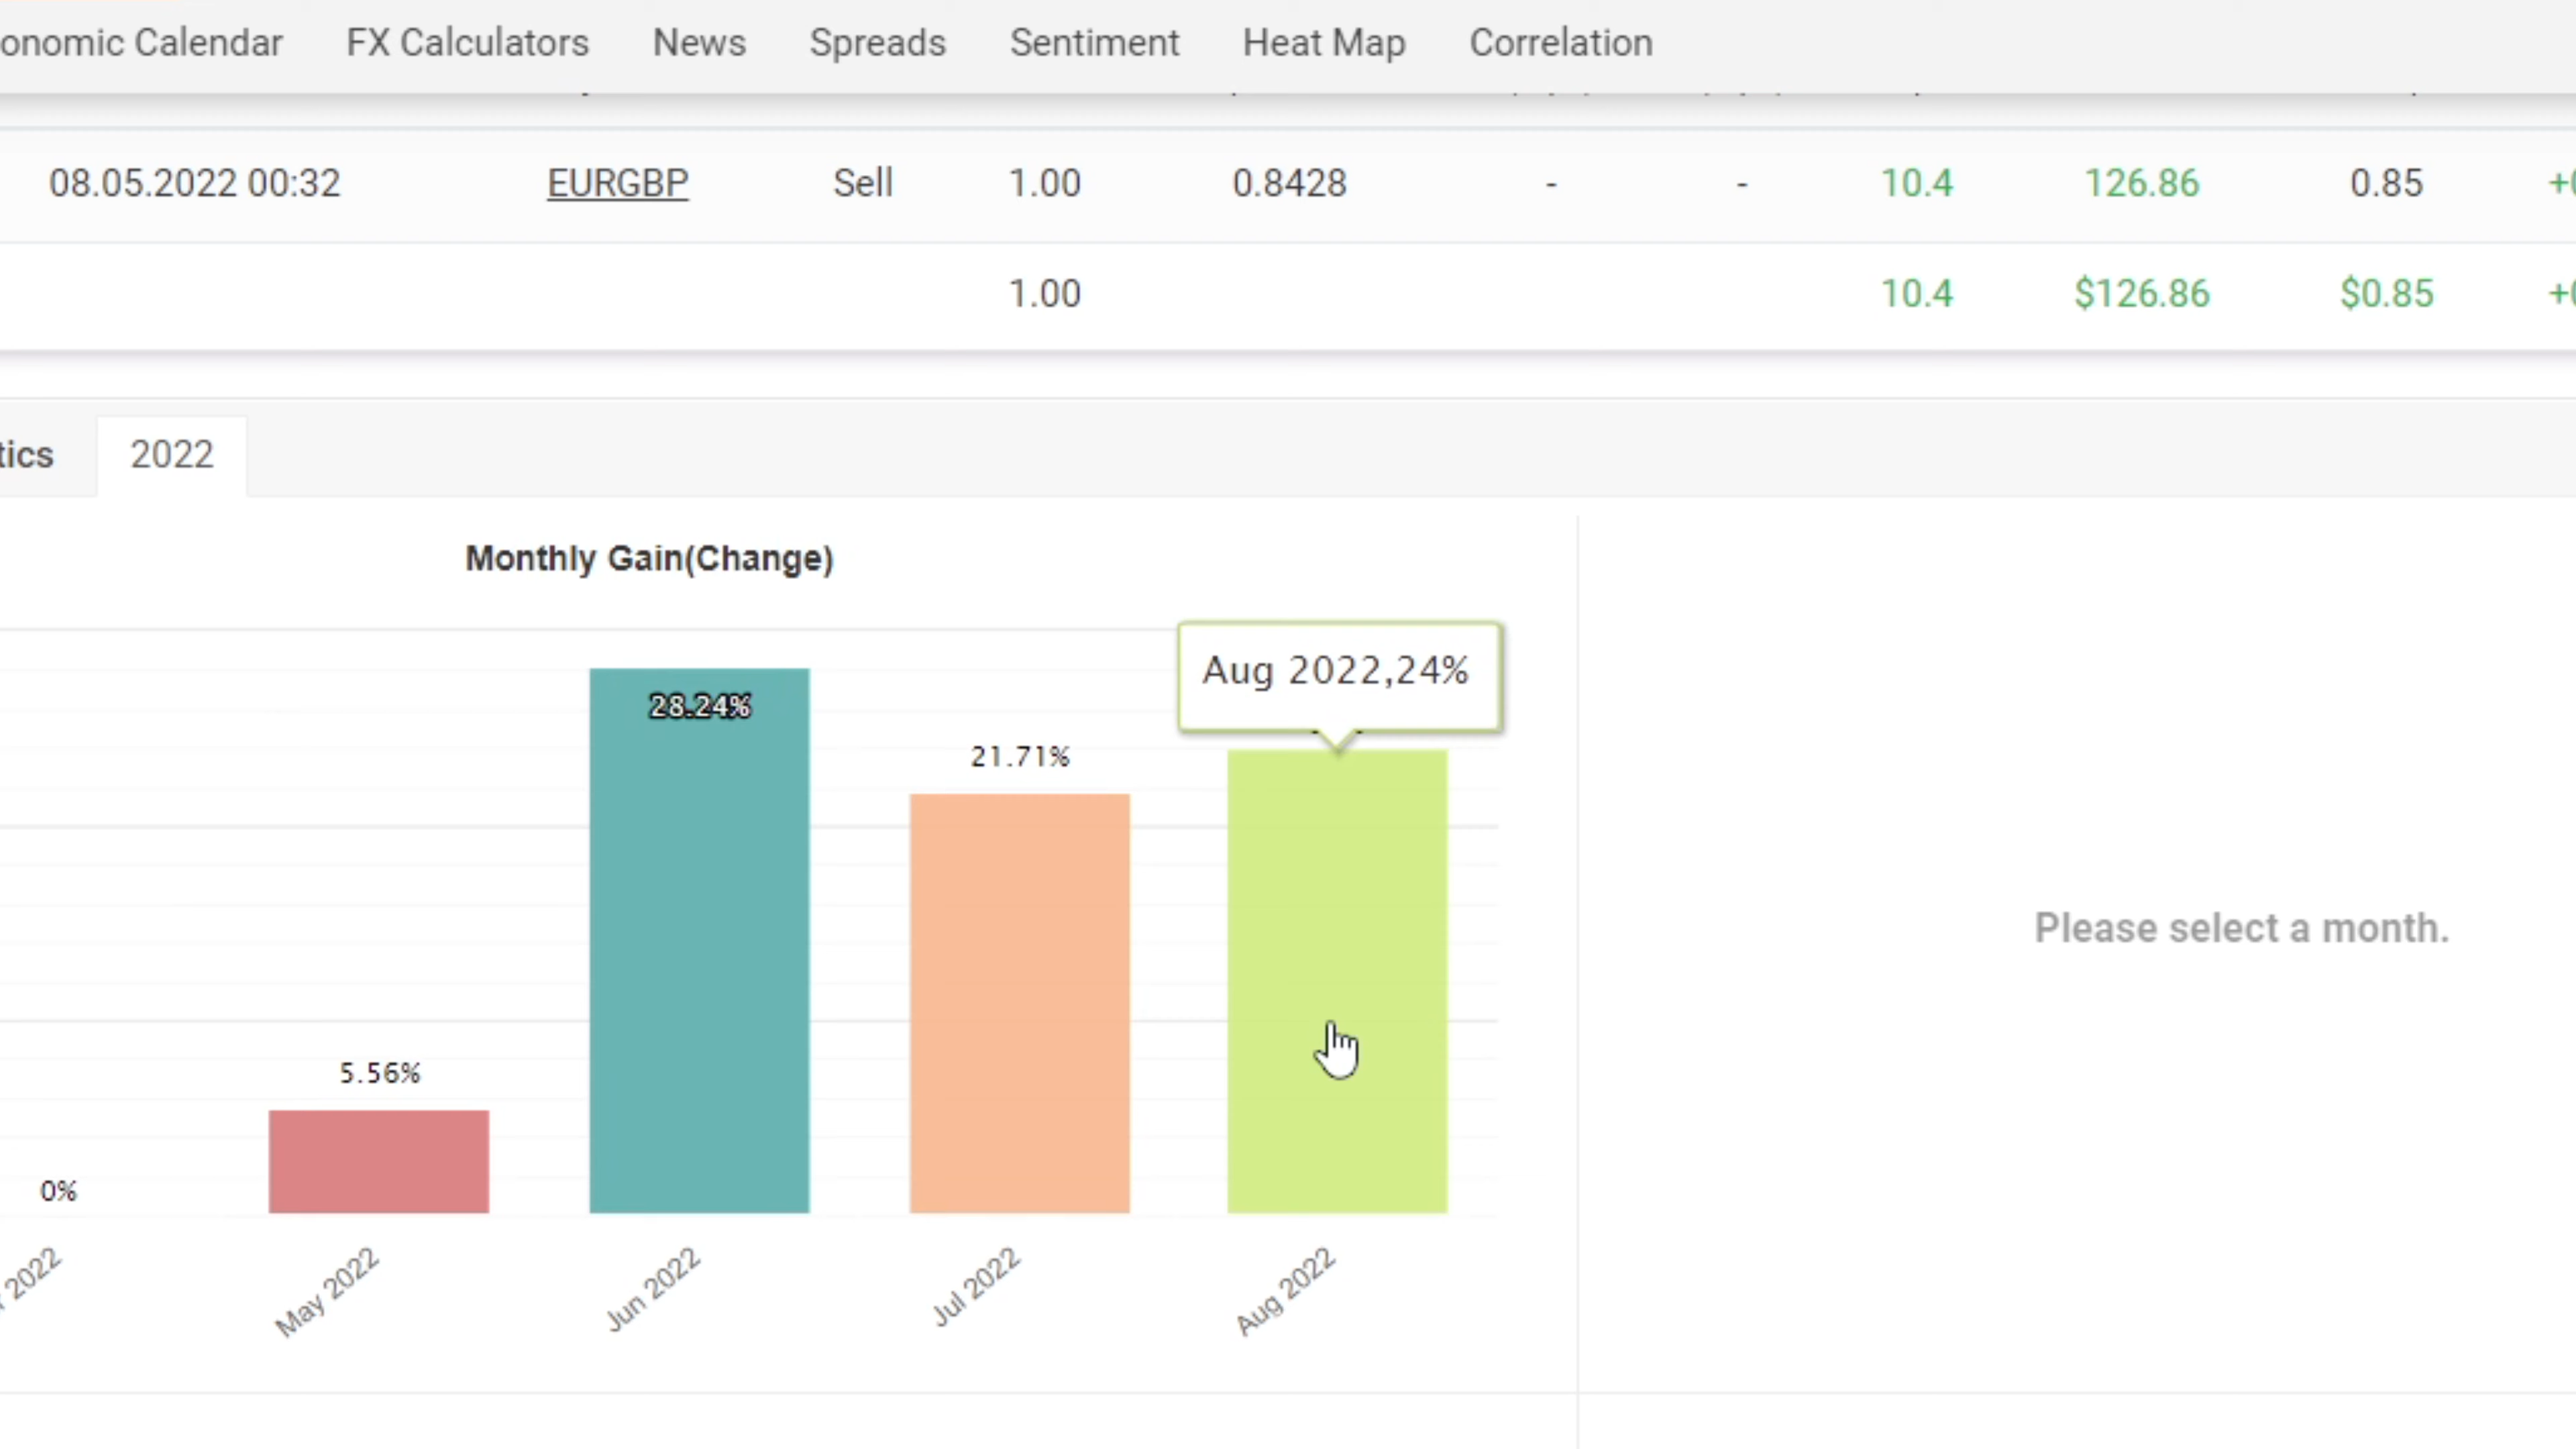 onomic Calendar FX Calculators News Spreads Sentiment Heat Map Correlation
08.05.2022 00:32 EURGBP Sell 1.00 0.8428 - - 10.4 126.86 0.85 +0
1.00 10.4 $126.86 $0.85 +0
tics 2022
Monthly Gain(Change)
Aug 2022,24%
28.24%
21.71%
Please select a month.
5.56%
0%
r 2022 May 2022 Jun 2022 Jul 2022 Aug 2022